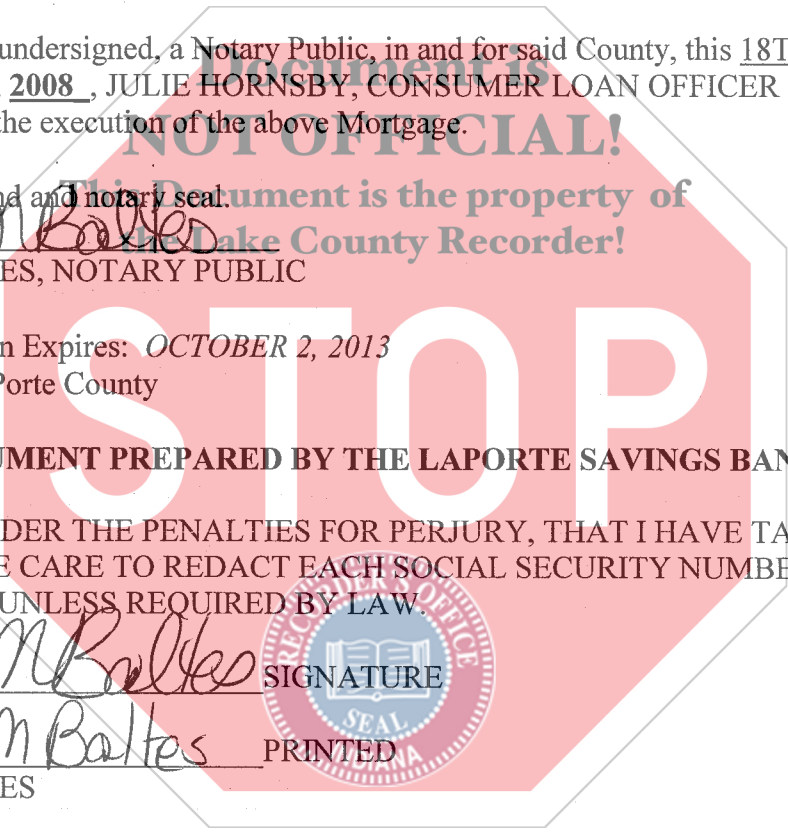 undersigned, a Notary Public, in and for said County, this 18T
Document is
2008 , JULIE HORNSBY, CONSUMER LOAN OFFICER
the execution of the above Mortgage.
NOT OFFICIAL!
nd and notary seal.
This Document is the property of
N Baltes
the Lake County Recorder!
ES, NOTARY PUBLIC
n Expires: OCTOBER 2, 2013
Porte County
STOP
UMENT PREPARED BY THE LAPORTE SAVINGS BAN
DER THE PENALTIES FOR PERJURY, THAT I HAVE TA
E CARE TO REDACT EACH SOCIAL SECURITY NUMBE
UNLESS REQUIRED BY LAW.
RECORDER'S OFFICE
N Baltes SIGNATURE
SEAL
INDIANA
N Baltes PRINTED
ES